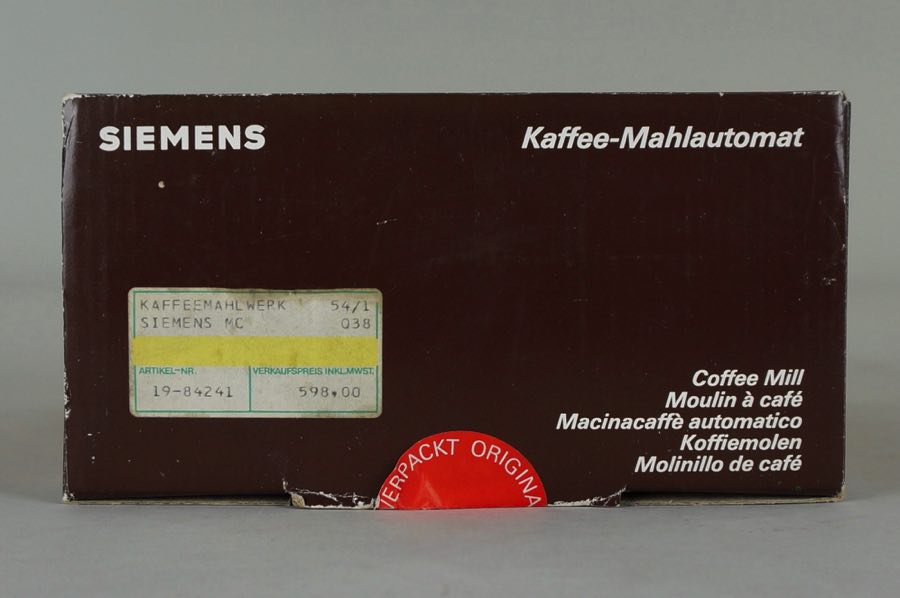 SIEMENS
Kaffee-Mahlautomat
KAFFEEMAHLWERK 54/1
SIEMENS MC 038
ARTIKEL-NR. VERKAUFSPREIS INKL.MWST.
19-84241 598,00
Coffee Mill
Moulin à café
Macinacaffè automatico
Koffiemolen
Molinillo de café
ERPACKT ORIGINA